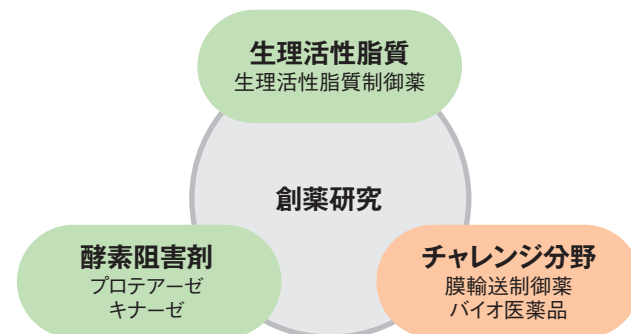 生理活性脂質
生理活性脂質制御薬
創薬研究
酵素阻害剤
プロテアーゼ
キナーゼ
チャレンジ分野
膜輸送制御薬
バイオ医薬品